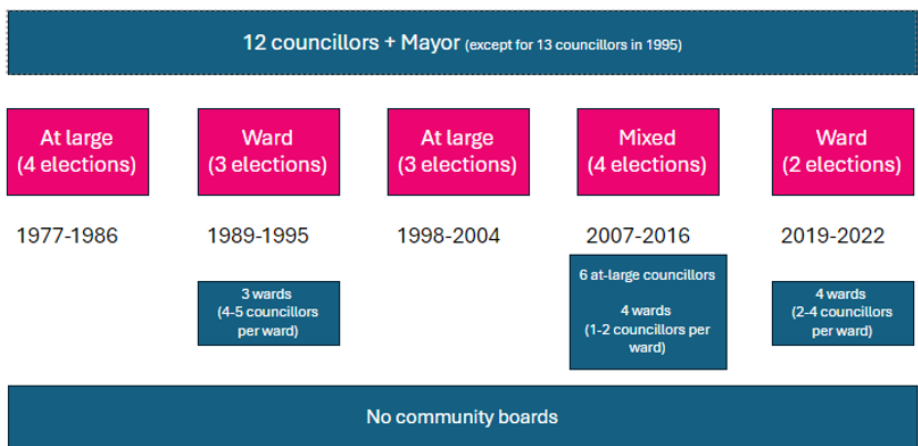 12 councillors + Mayor (except for 13 councillors in 1995)
At large
(4 elections)
Ward
(3 elections)
At large
(3 elections)
Mixed
(4 elections)
Ward
(2 elections)
1977-1986
1989-1995
1998-2004
2007-2016
2019-2022
3 wards
(4-5 councillors
per ward)
6 at-large councillors
4 wards
(1-2 councillors per
ward)
4 wards
(2-4 councillors
per ward)
No community boards